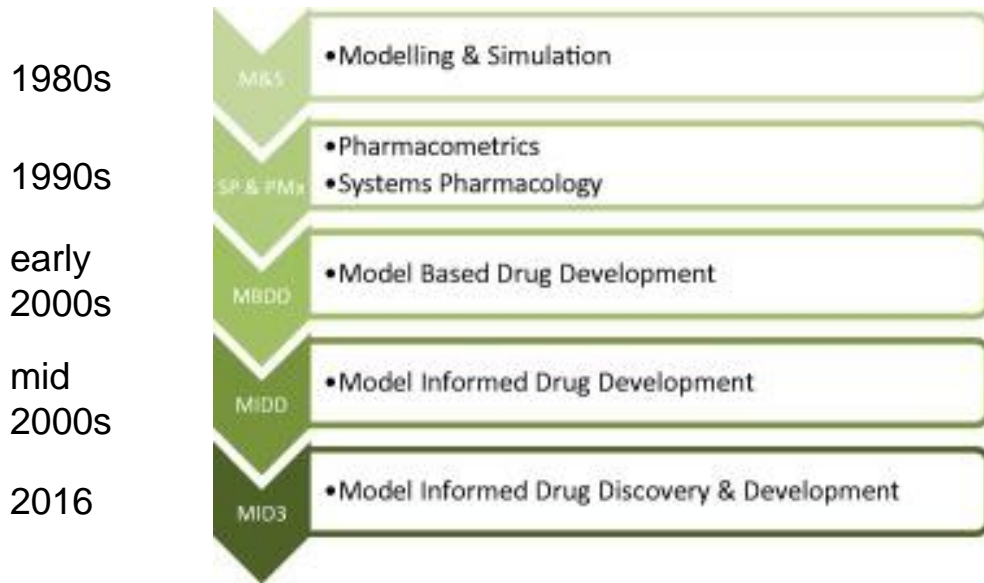 1980s
M&S
•Modelling & Simulation
1990s
SP & PMx
•Pharmacometrics
•Systems Pharmacology
early
2000s
MBDD
•Model Based Drug Development
mid
2000s
MIDD
•Model Informed Drug Development
2016
MID3
•Model Informed Drug Discovery & Development